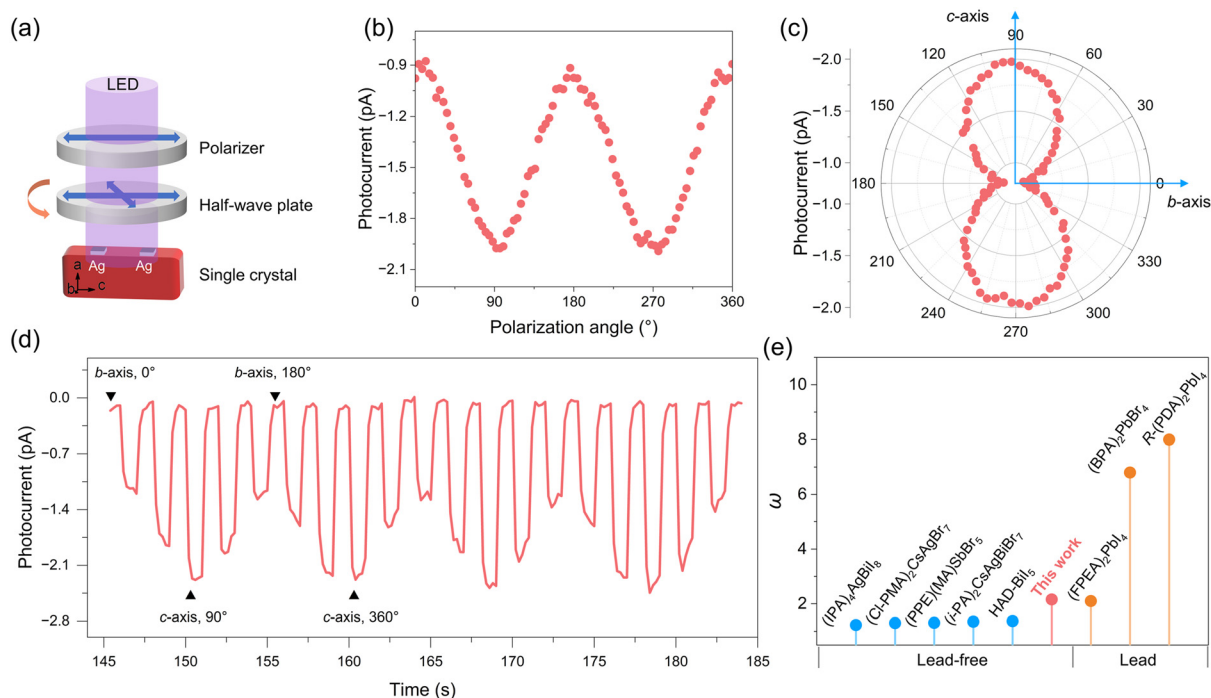 (a)
LED
Polarizer
Half-wave plate
Ag
Ag
Single crystal
a
b
c
(b)
Photocurrent (pA)
−0.9
−1.2
−1.5
−1.8
−2.1
0
90
180
270
360
Polarization angle (°)
(c)
c-axis
90
120
60
150
30
180
0
b-axis
210
330
240
300
270
Photocurrent (pA)
−2.0
−1.5
−1.0
−1.0
−1.5
−2.0
(d)
b-axis, 0°
b-axis, 180°
Photocurrent (pA)
0.0
−0.7
−1.4
−2.1
−2.8
c-axis, 90°
c-axis, 360°
145
150
155
160
165
170
175
180
185
Time (s)
(e)
ω
10
8
6
4
2
(IPA)₄AgBiI₈
(Cl-PMA)₂CsAgBr₇
(PPE)(MA)SbBr₅
(i-PA)₂CsAgBiBr₇
HAD-BiI₅
This work
(FPEA)₂PbI₄
(BPA)₂PbBr₄
R-(PDA)₂PbI₄
Lead-free
Lead